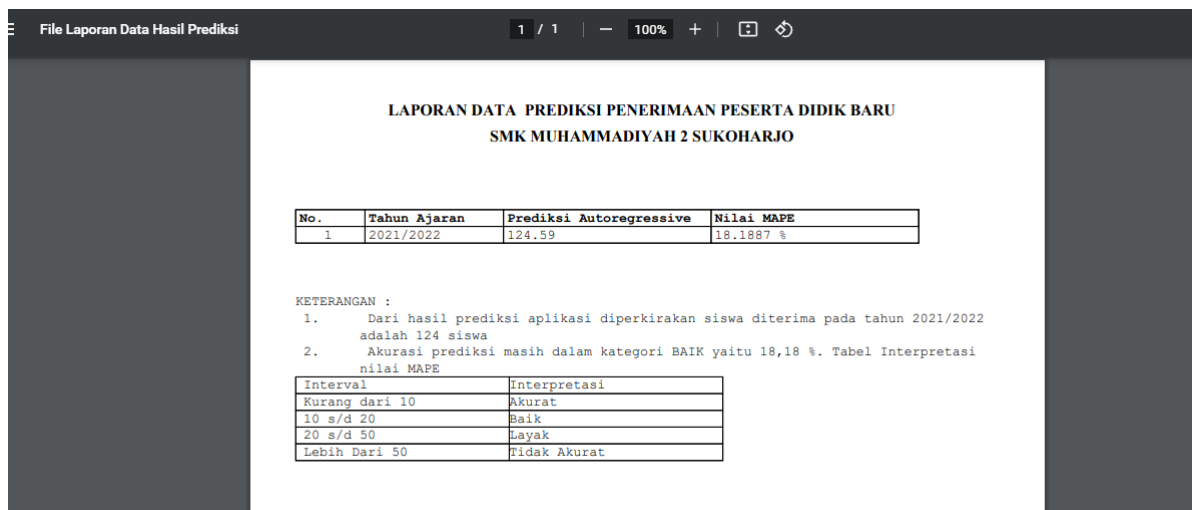 File Laporan Data Hasil Prediksi 1 / 1 100%
LAPORAN DATA PREDIKSI PENERIMAAN PESERTA DIDIK BARU
SMK MUHAMMADIYAH 2 SUKOHARJO
No. Tahun Ajaran Prediksi Autoregressive Nilai MAPE
1 2021/2022 124.59 18.1887 %
KETERANGAN :
1. Dari hasil prediksi aplikasi diperkirakan siswa diterima pada tahun 2021/2022
adalah 124 siswa
2. Akurasi prediksi masih dalam kategori BAIK yaitu 18,18 %. Tabel Interpretasi
nilai MAPE
Interval Interpretasi
Kurang dari 10 Akurat
10 s/d 20 Baik
20 s/d 50 Layak
Lebih Dari 50 Tidak Akurat